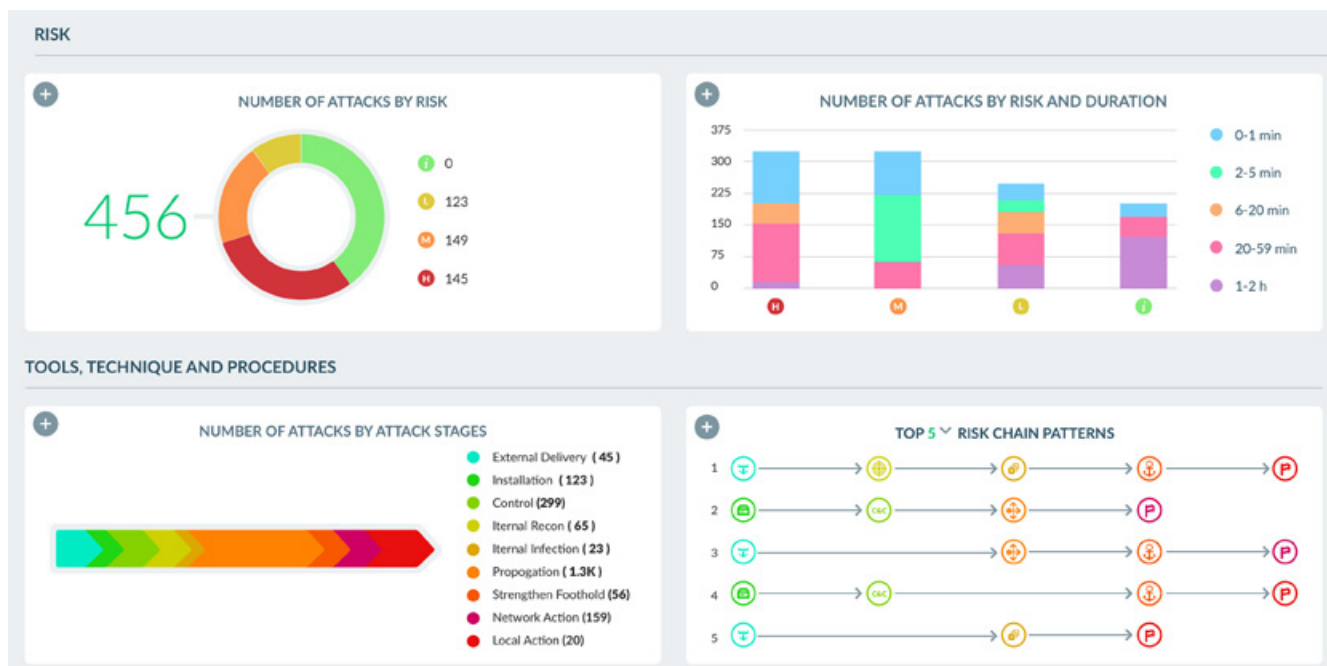 RISK
NUMBER OF ATTACKS BY RISK
456
i 0
L 123
M 149
H 145
NUMBER OF ATTACKS BY RISK AND DURATION
375
300
225
150
75
0
H M L i
0-1 min
2-5 min
6-20 min
20-59 min
1-2 h
TOOLS, TECHNIQUE AND PROCEDURES
NUMBER OF ATTACKS BY ATTACK STAGES
External Delivery ( 45 )
Installation ( 123 )
Control (299)
Iternal Recon ( 65 )
Iternal Infection ( 23 )
Propogation ( 1.3K )
Strengthen Foothold (56)
Network Action (159)
Local Action (20)
TOP 5 RISK CHAIN PATTERNS
1
2 C&C
3
4 C&C
5